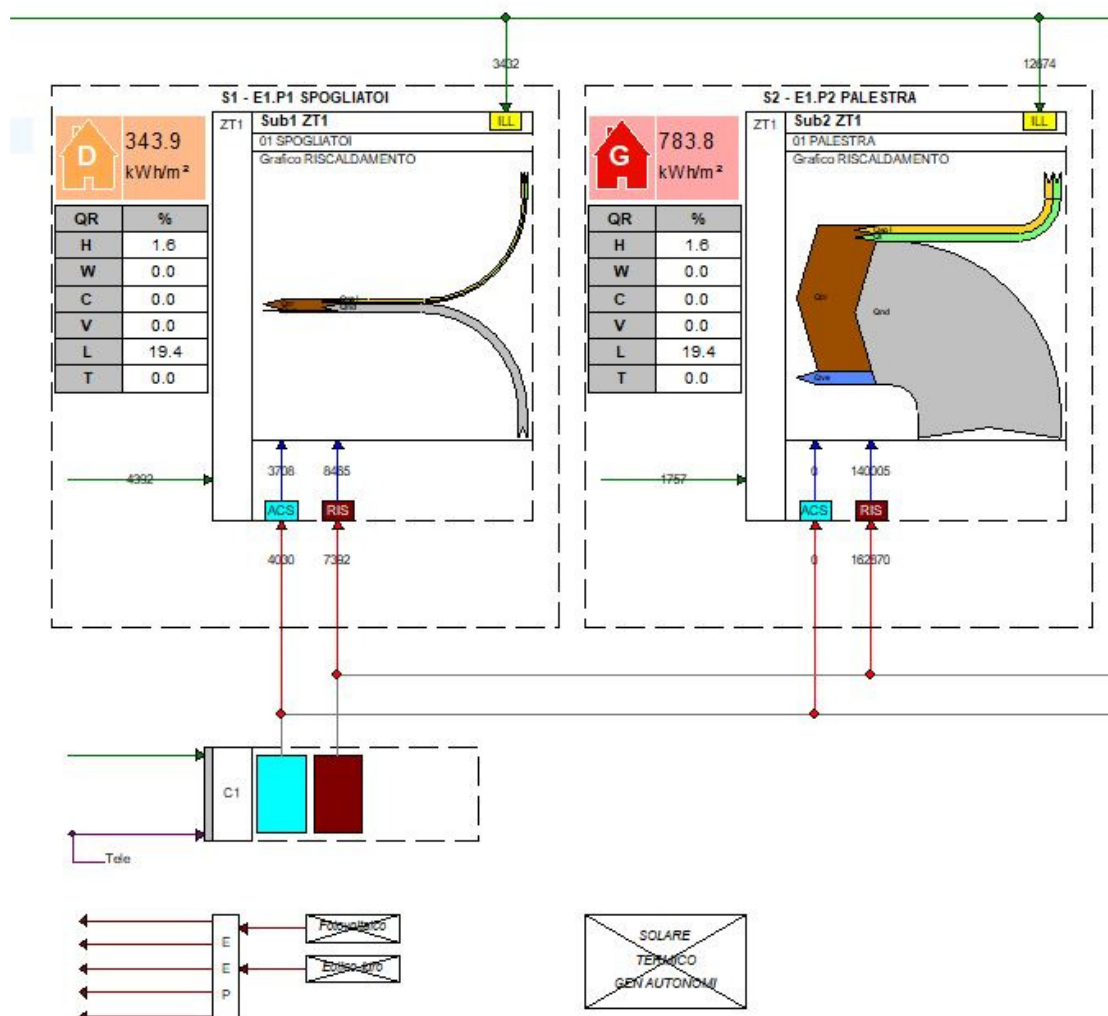 3432
12674
S1 - E1.P1 SPOGLIATOI
S2 - E1.P2 PALESTRA
D
343.9
kWh/m²
ZT1
Sub1 ZT1
ILL
01 SPOGLIATOI
Grafico RISCALDAMENTO
QR %
H 1.6
W 0.0
C 0.0
V 0.0
L 19.4
T 0.0
Qnd
4392
3708
8485
ACS
RIS
4030
7392
G
783.8
kWh/m²
ZT1
Sub2 ZT1
ILL
01 PALESTRA
Grafico RISCALDAMENTO
QR %
H 1.6
W 0.0
C 0.0
V 0.0
L 19.4
T 0.0
Qnd
Qve
1757
0
140005
ACS
RIS
0
162870
C1
Tele
E
E
P
Fotovoltaico
SOLARE
TERMICO
GEN AUTONOMI